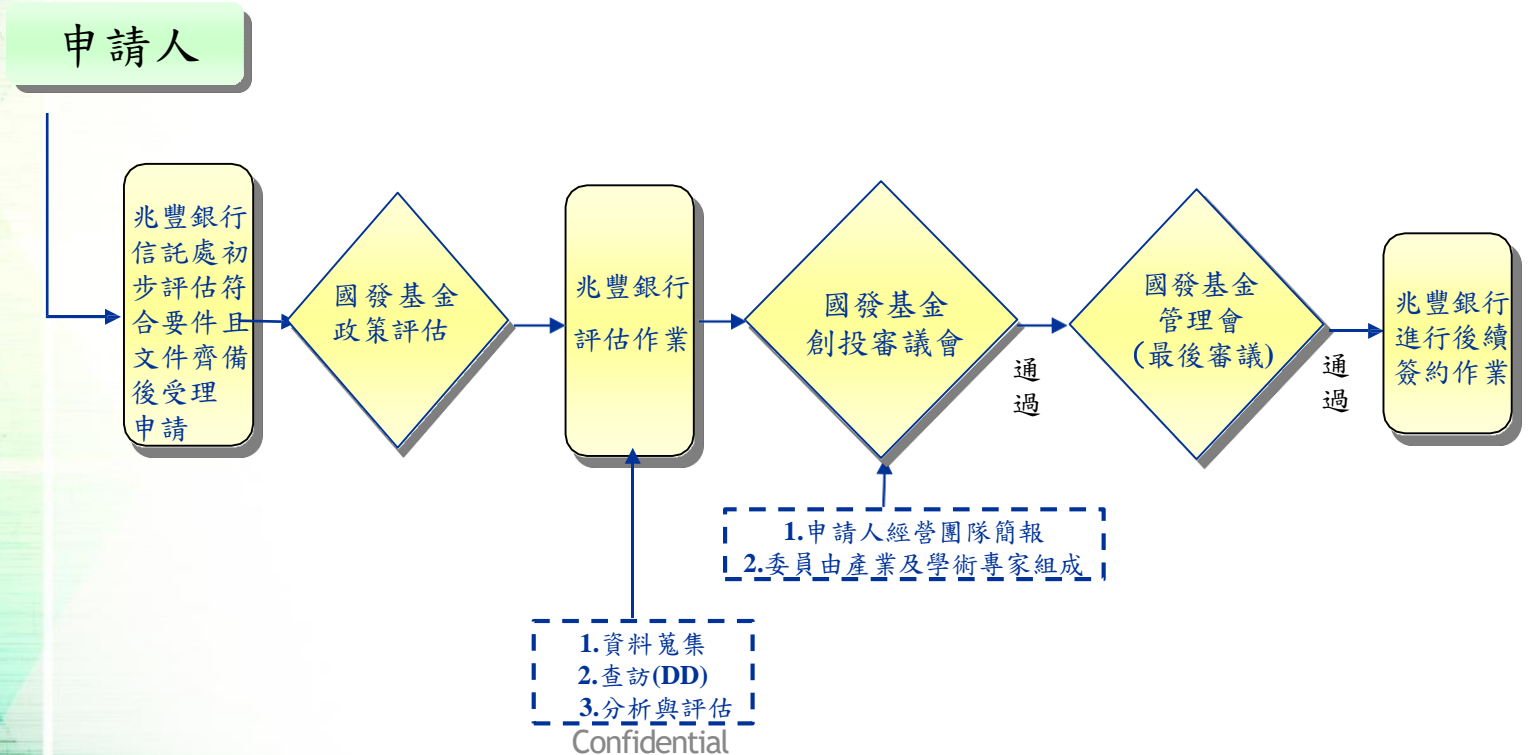 申請人
兆豐銀行
信託處初
步評估符
合要件且
文件齊備
後受理
申請
國發基金
政策評估
兆豐銀行
評估作業
國發基金
創投審議會
通
過
國發基金
管理會
(最後審議)
通
過
兆豐銀行
進行後續
簽約作業
1.申請人經營團隊簡報
2.委員由產業及學術專家組成
1.資料蒐集
2.查訪(DD)
3.分析與評估
Confidential